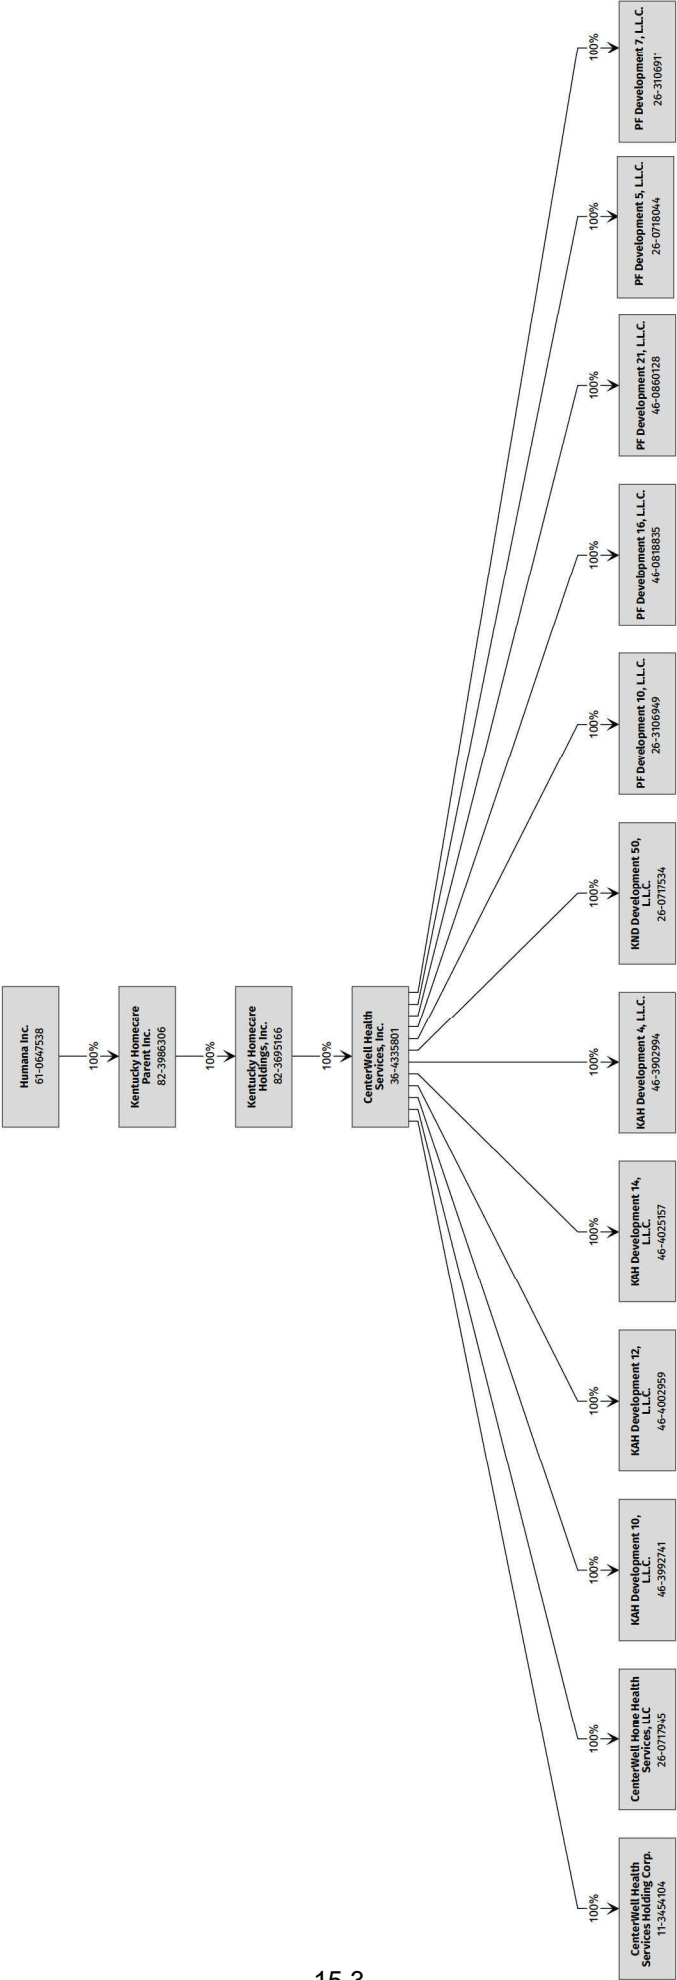 Humana Inc.
61-0647538
100%
Kentucky Homecare
Parent Inc.
82-3986306
100%
Kentucky Homecare
Holdings, Inc.
82-3695166
100%
CenterWell Health
Services, Inc.
36-4335801
100%
CenterWell Health
Services Holding Corp.
11-3454104
100%
CenterWell Home Health
Services, LLC
26-0717945
100%
KAH Development 10,
L.L.C.
46-3992741
100%
KAH Development 12,
L.L.C.
46-4002959
100%
KAH Development 14,
L.L.C.
46-4025157
100%
KAH Development 4, L.L.C.
46-3902994
100%
KND Development 50,
L.L.C.
26-0717534
100%
PF Development 10, L.L.C.
26-3106949
100%
PF Development 16, L.L.C.
46-0818835
100%
PF Development 21, L.L.C.
46-0860128
100%
PF Development 5, L.L.C.
26-0718044
100%
PF Development 7, L.L.C.
26-3106911
15.3